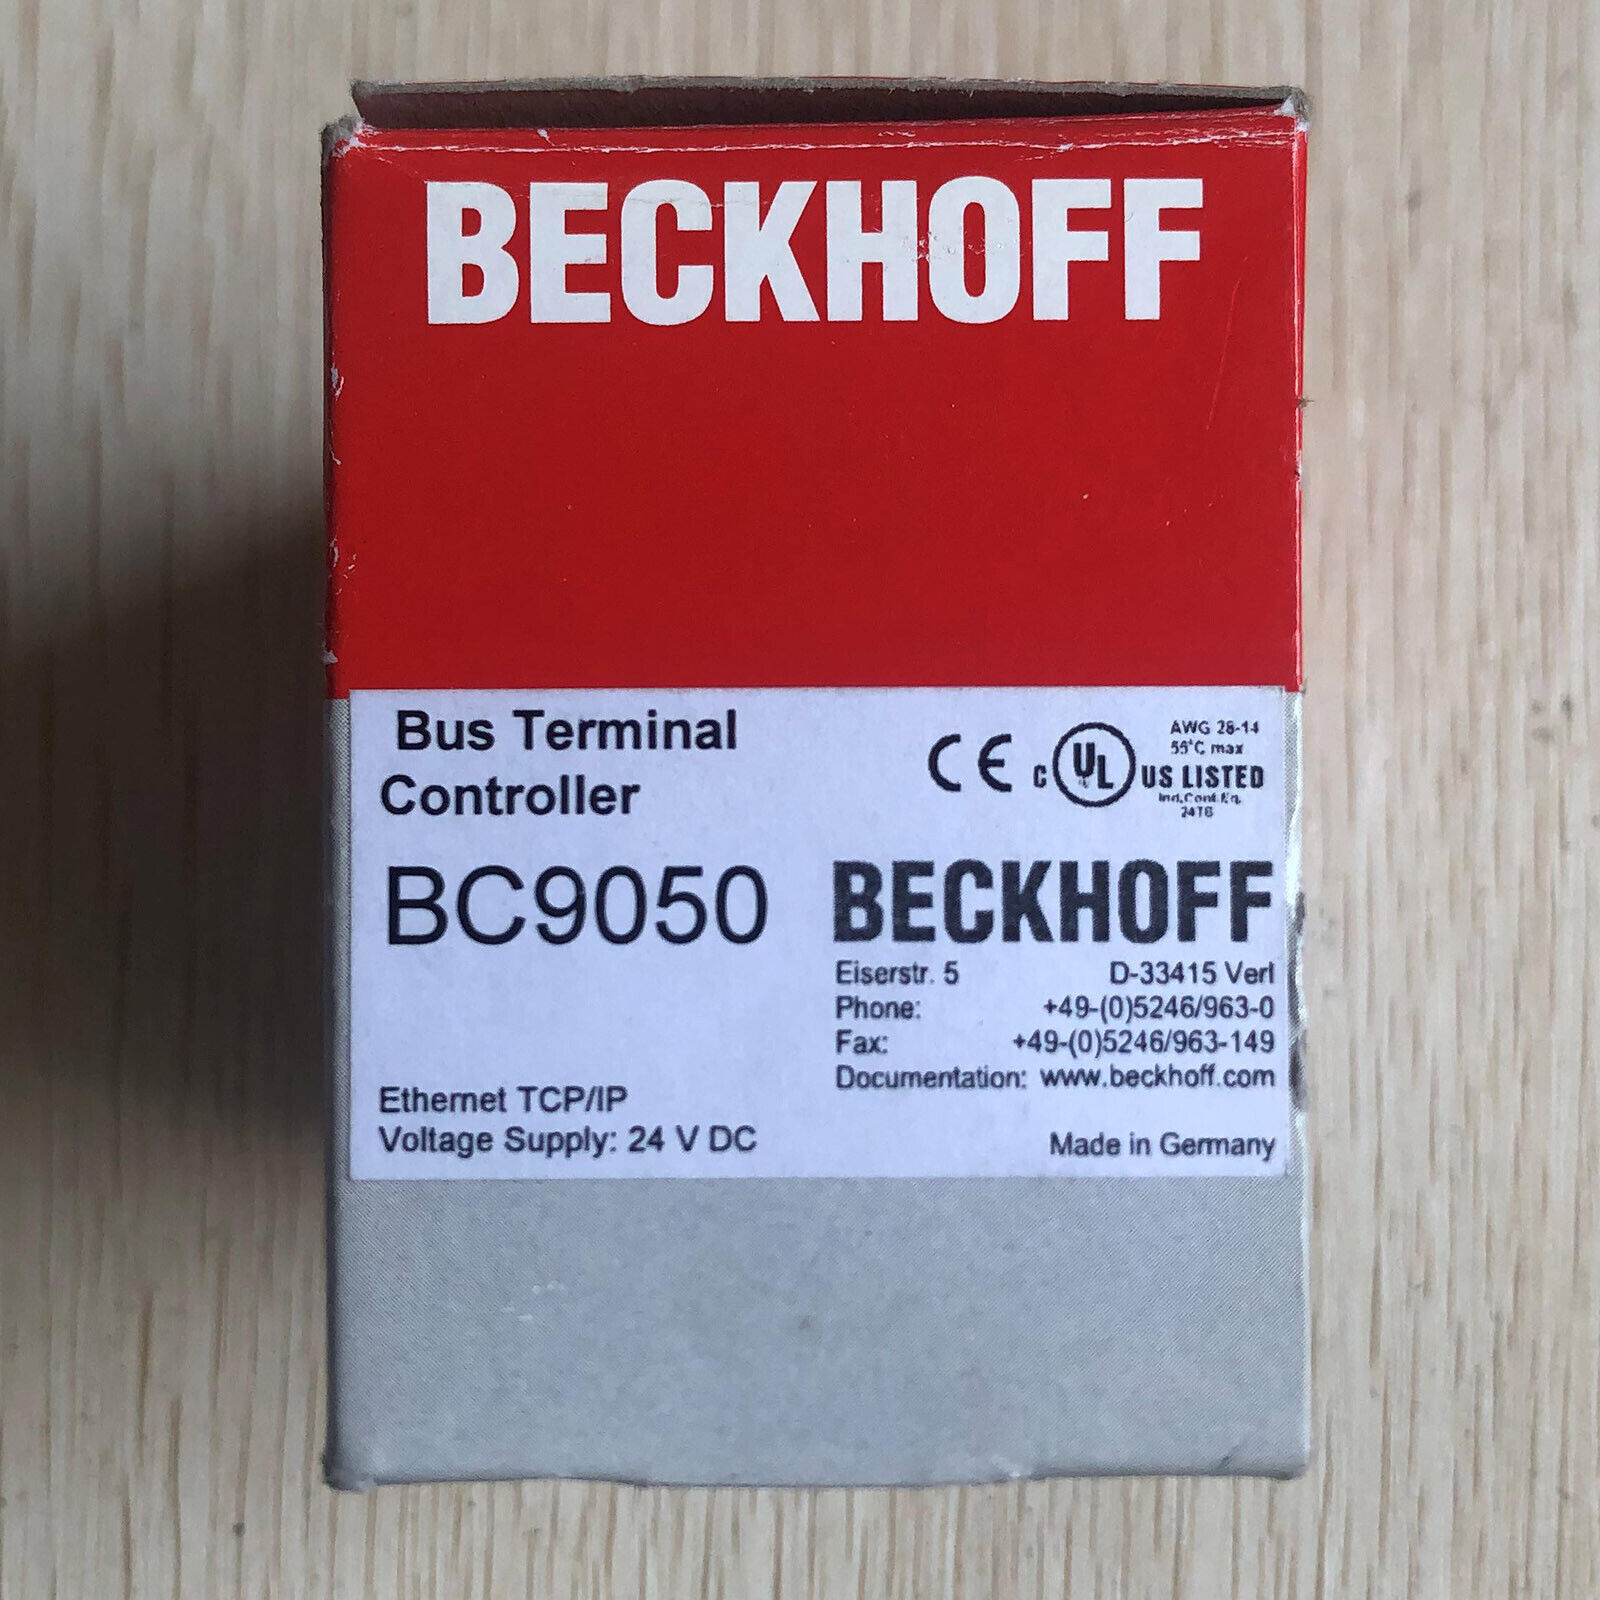 BECKHOFF
Bus Terminal
Controller
BC9050
Ethernet TCP/IP
Voltage Supply: 24 V DC
CE
C UL US LISTED
AWG 28-14
55°C max
Ind.Cont.Eq.
24TB
BECKHOFF
Eiserstr. 5 D-33415 Verl
Phone: +49-(0)5246/963-0
Fax: +49-(0)5246/963-149
Documentation: www.beckhoff.com
Made in Germany